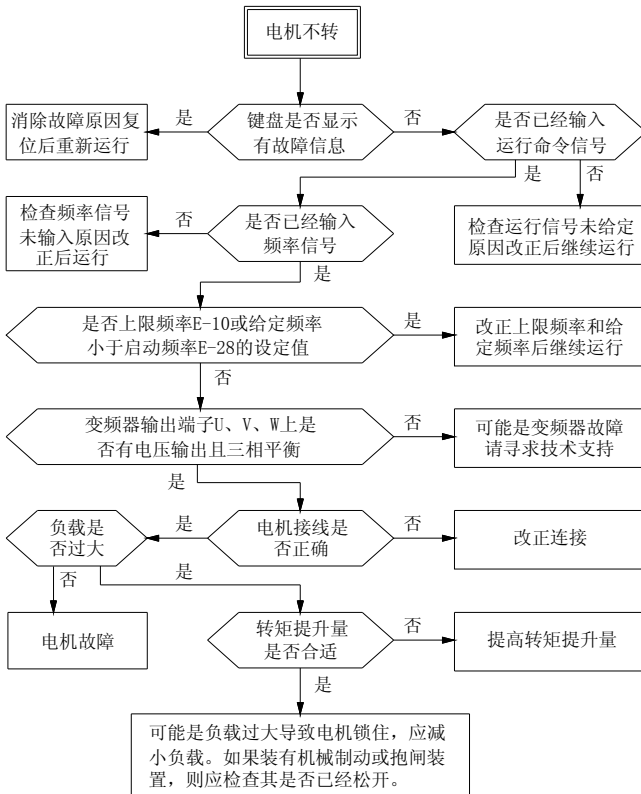 电机不转
消除故障原因复
位后重新运行
是
键盘是否显示
有故障信息
否
是否已经输入
运行命令信号
是
否
检查频率信号
未输入原因改
正后运行
否
是否已经输入
频率信号
检查运行信号未给定
原因改正后继续运行
是
是否上限频率E-10或给定频率
小于启动频率E-28的设定值
是
改正上限频率和给
定频率后继续运行
否
变频器输出端子U、V、W上是
否有电压输出且三相平衡
否
可能是变频器故障
请寻求技术支持
是
负载是
否过大
是
电机接线是
否正确
否
改正连接
否
是
电机故障
转矩提升量
是否合适
否
提高转矩提升量
是
可能是负载过大导致电机锁住，应减
小负载。如果装有机械制动或抱闸装
置，则应检查其是否已经松开。